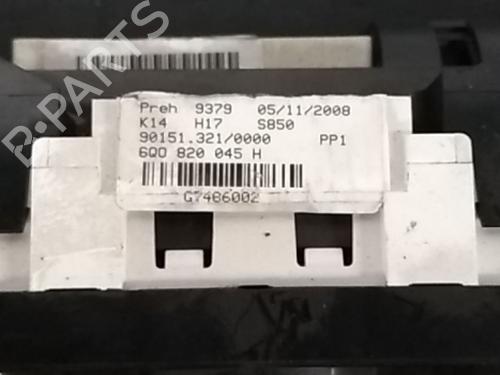 B-PARTS
Preh 9379 05/11/2008
K14 H17 S850
90151.321/0000 PP1
6Q0 820 045 H
G7486002